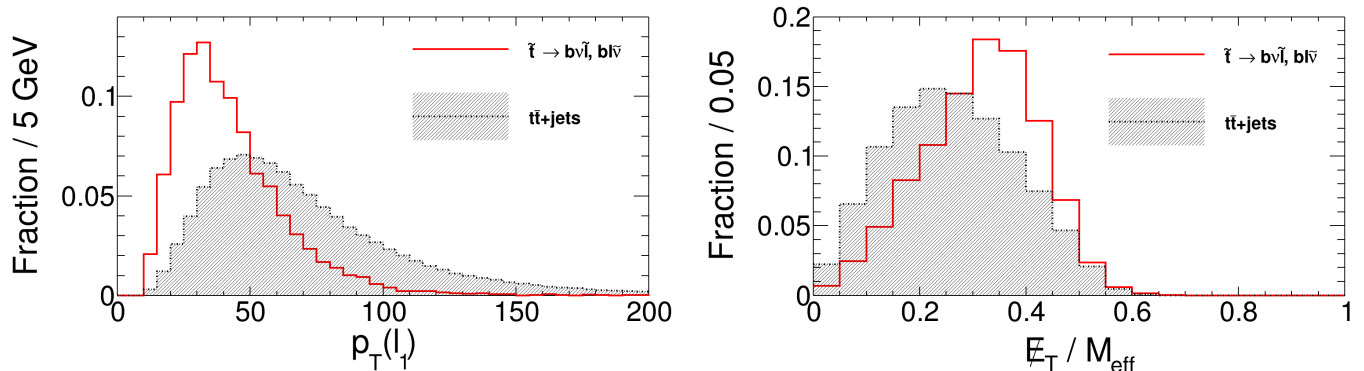 Fraction / 5 GeV
0.1
0.05
0
t̃ → bνl̃, blν̃
tt̄+jets
0 50 100 150 200
p_T(l_1)
Fraction / 0.05
0.2
0.15
0.1
0.05
0
t̃ → bνl̃, blν̃
tt̄+jets
0 0.2 0.4 0.6 0.8 1
E̸_T / M_eff